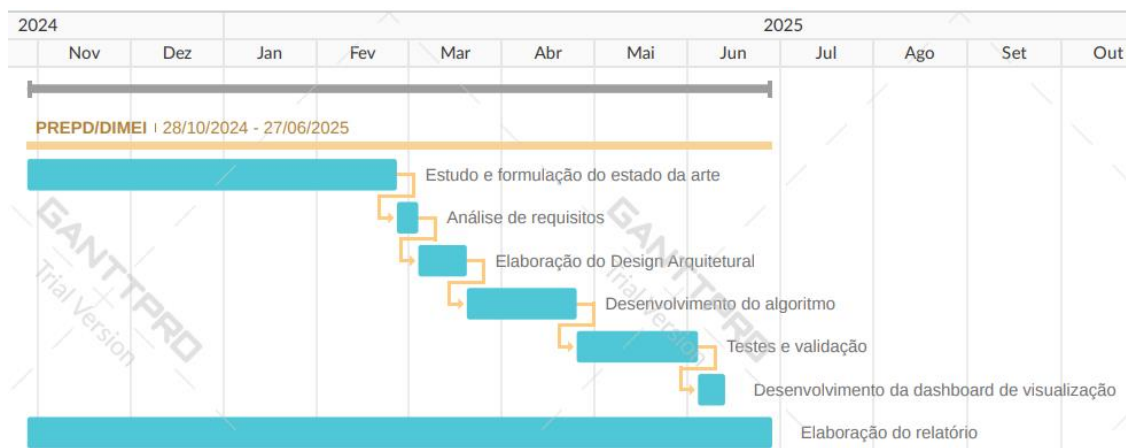 2024 2025
Nov Dez Jan Fev Mar Abr Mai Jun Jul Ago Set Out
PREPD/DIMEI | 28/10/2024 - 27/06/2025
Estudo e formulação do estado da arte
Análise de requisitos
Elaboração do Design Arquitetural
Desenvolvimento do algoritmo
Testes e validação
Desenvolvimento da dashboard de visualização
Elaboração do relatório
GANTTPRO
Trial Version
GANTTPRO
Trial Version